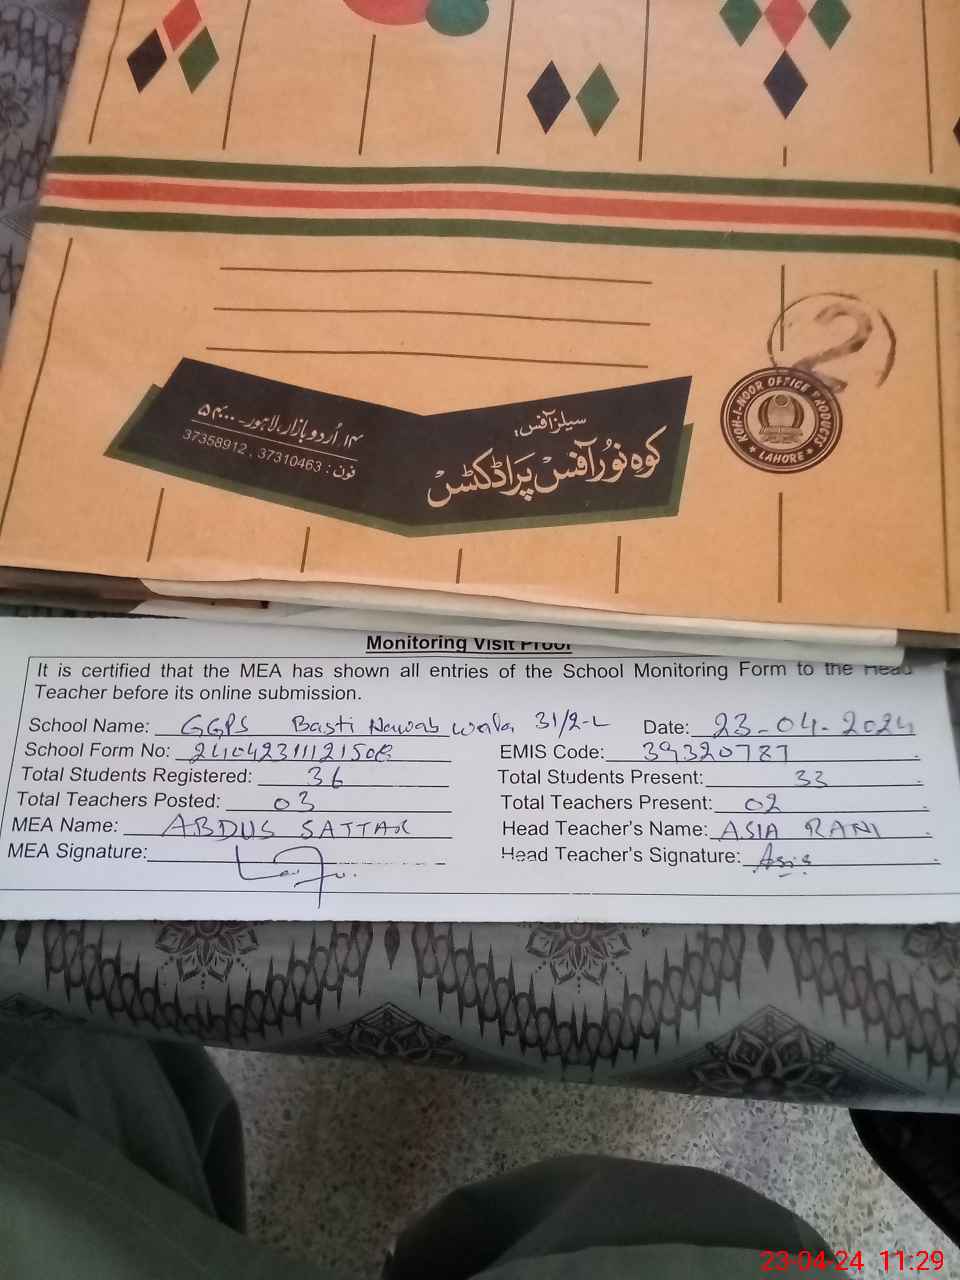 2
KOH-I-NOOR OFFICE PRODUCTS
LAHORE
سیلز آفس:
کوہ نور آفس پراڈکٹس
۱۴ اُردو بازار، لاہور۔۵۴۰۰۰
فون : 37310463 , 37358912
Monitoring Visit Proof
It is certified that the MEA has shown all entries of the School Monitoring Form to the Head
Teacher before its online submission.
School Name: GGPS Basti Nawab Wala 31/2-L Date: 23-04-2024
School Form No: EMIS Code: 39320787
Total Students Registered: 36 Total Students Present: 33
Total Teachers Posted: 03 Total Teachers Present: 02
MEA Name: ABDUS SATTAR Head Teacher's Name: ASIA RANI
MEA Signature: Head Teacher's Signature: Asia
23-04-24 11:29